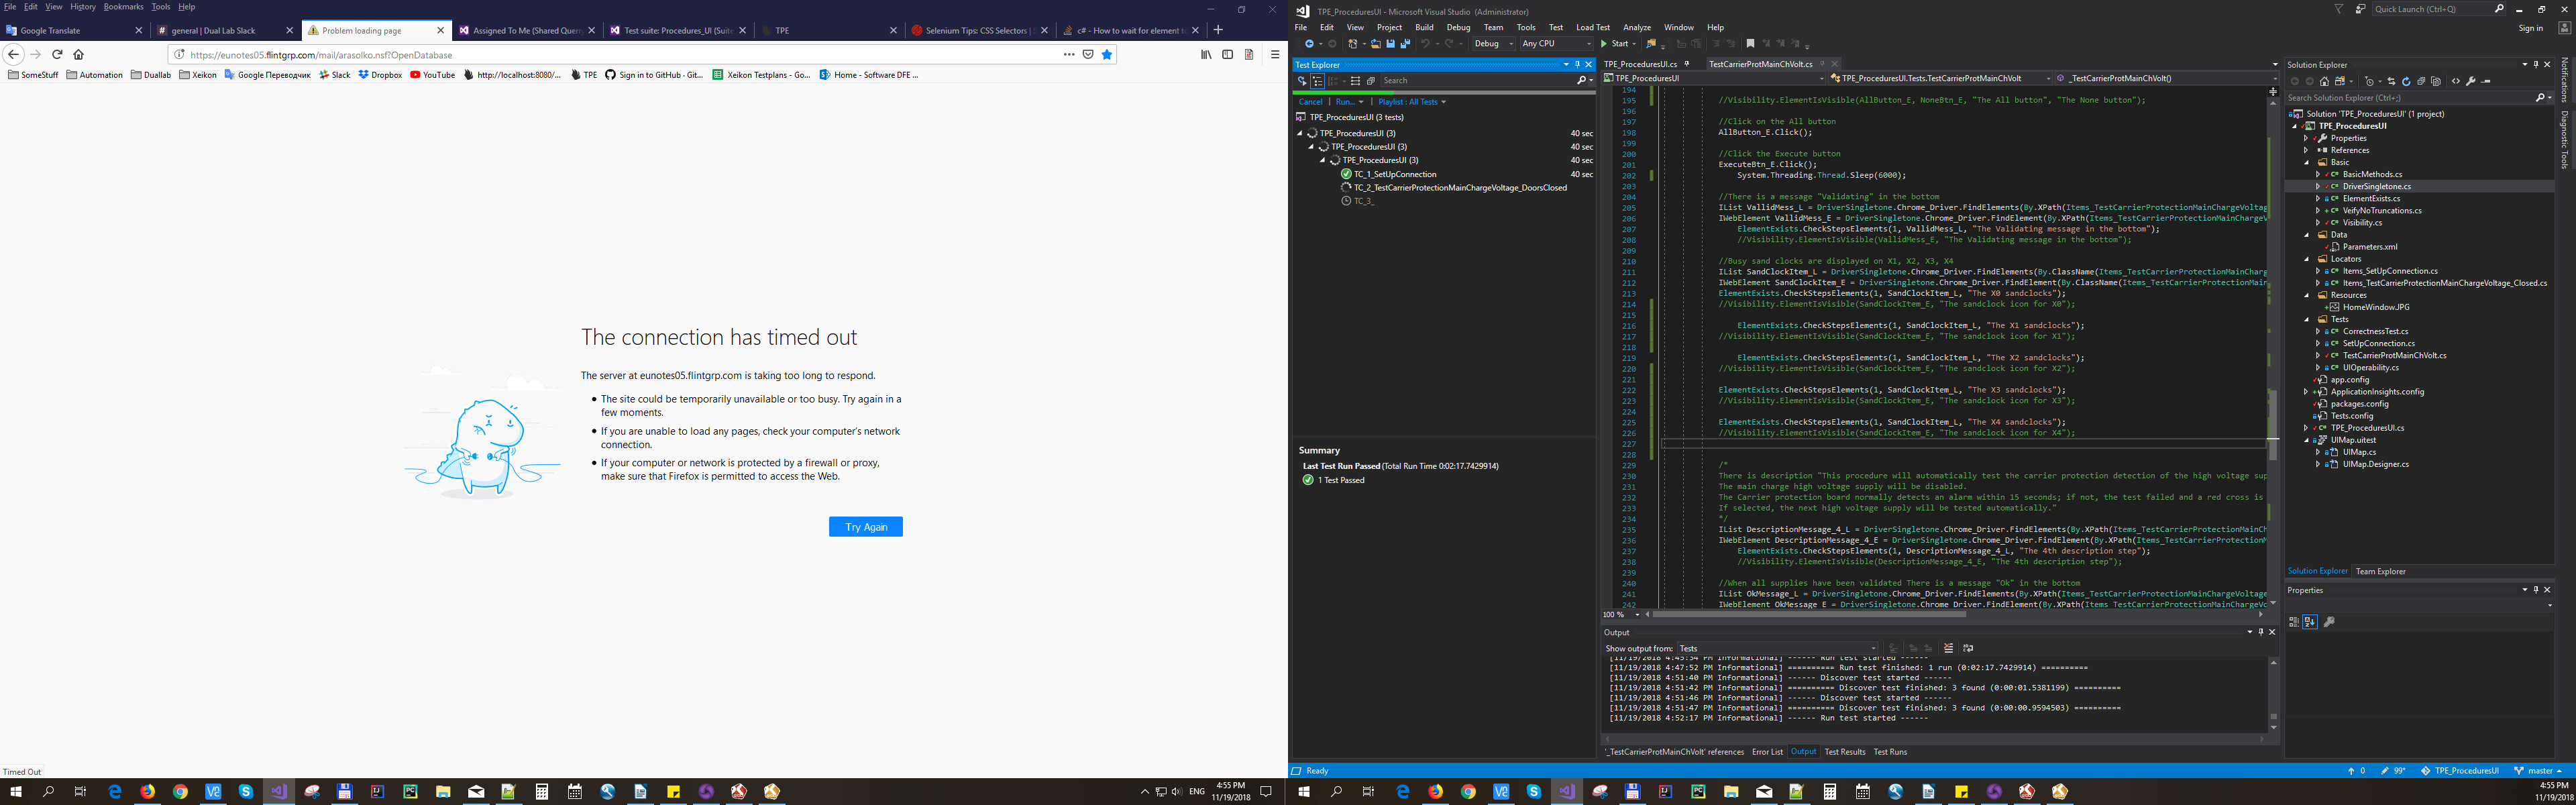 File Edit View History Bookmarks Tools Help
Google Translate
general | Dual Lab Slack
Problem loading page
Assigned To Me (Shared Query
Test suite: Procedures_UI (Suite
TPE
Selenium Tips: CSS Selectors | S
c# - How to wait for element to
https://eunotes05.flintgrp.com/mail/arasolko.nsf?OpenDatabase
SomeStuff Automation Duallab Xeikon Google Переводчик Slack Dropbox YouTube http://localhost:8080/... TPE Sign in to GitHub · Git... Xeikon Testplans - Go... Home - Software DFE ...
The connection has timed out
The server at eunotes05.flintgrp.com is taking too long to respond.
The site could be temporarily unavailable or too busy. Try again in a
few moments.
If you are unable to load any pages, check your computer's network
connection.
If your computer or network is protected by a firewall or proxy,
make sure that Firefox is permitted to access the Web.
Try Again
Timed Out
ENG
4:55 PM
11/19/2018
TPE_ProceduresUI - Microsoft Visual Studio (Administrator)
Quick Launch (Ctrl+Q)
File Edit View Project Build Debug Team Tools Test Load Test Analyze Window Help
Sign in
Debug Any CPU Start
Test Explorer
Search
Cancel | Run... | Playlist : All Tests
TPE_ProceduresUI (3 tests)
TPE_ProceduresUI (3) 40 sec
TPE_ProceduresUI (3) 40 sec
TPE_ProceduresUI (3) 40 sec
TC_1_SetUpConnection 40 sec
TC_2_TestCarrierProtectionMainChargeVoltage_DoorsClosed
TC_3_
Summary
Last Test Run Passed (Total Run Time 0:02:17.7429914)
1 Test Passed
TPE_ProceduresUI.cs TestCarrierProtMainChVolt.cs
TPE_ProceduresUI TPE_ProceduresUI.Tests.TestCarrierProtMainChVolt _TestCarrierProtMainChVolt()
194
195 //Visibility.ElementIsVisible(AllButton_E, NoneBtn_E, "The All button", "The None button");
196
197 //Click on the All button
198 AllButton_E.Click();
199
200 //Click the Execute button
201 ExecuteBtn_E.Click();
202 System.Threading.Thread.Sleep(6000);
203
204 //There is a message "Validating" in the bottom
205 IList ValidMess_L = DriverSingletone.Chrome_Driver.FindElements(By.XPath(Items_TestCarrierProtectionMainChargeVoltage
206 IWebElement ValidMess_E = DriverSingletone.Chrome_Driver.FindElement(By.XPath(Items_TestCarrierProtectionMainChargeV
207 ElementExists.CheckStepsElements(1, ValidMess_L, "The Validating message in the bottom");
208 //Visibility.ElementIsVisible(ValidMess_E, "The Validating message in the bottom");
209
210 //Busy sand clocks are displayed on X1, X2, X3, X4
211 IList SandClockItem_L = DriverSingletone.Chrome_Driver.FindElements(By.ClassName(Items_TestCarrierProtectionMainCharg
212 IWebElement SandClockItem_E = DriverSingletone.Chrome_Driver.FindElement(By.ClassName(Items_TestCarrierProtectionMain
213 ElementExists.CheckStepsElements(1, SandClockItem_L, "The X0 sandclocks");
214 //Visibility.ElementIsVisible(SandClockItem_E, "The sandclock icon for X0");
215
216 ElementExists.CheckStepsElements(1, SandClockItem_L, "The X1 sandclocks");
217 //Visibility.ElementIsVisible(SandClockItem_E, "The sandclock icon for X1");
218
219 ElementExists.CheckStepsElements(1, SandClockItem_L, "The X2 sandclocks");
220 //Visibility.ElementIsVisible(SandClockItem_E, "The sandclock icon for X2");
221
222 ElementExists.CheckStepsElements(1, SandClockItem_L, "The X3 sandclocks");
223 //Visibility.ElementIsVisible(SandClockItem_E, "The sandclock icon for X3");
224
225 ElementExists.CheckStepsElements(1, SandClockItem_L, "The X4 sandclocks");
226 //Visibility.ElementIsVisible(SandClockItem_E, "The sandclock icon for X4");
227
228
229 /*
230 There is description "This procedure will automatically test the carrier protection detection of the high voltage sup
231 The main charge high voltage supply will be disabled.
232 The Carrier protection board normally detects an alarm within 15 seconds; if not, the test failed and a red cross is
233 If selected, the next high voltage supply will be tested automatically."
234 */
235 IList DescriptionMessage_4_L = DriverSingletone.Chrome_Driver.FindElements(By.XPath(Items_TestCarrierProtectionMainCh
236 IWebElement DescriptionMessage_4_E = DriverSingletone.Chrome_Driver.FindElement(By.XPath(Items_TestCarrierProtectionM
237 ElementExists.CheckStepsElements(1, DescriptionMessage_4_L, "The 4th description step");
238 //Visibility.ElementIsVisible(DescriptionMessage_4_E, "The 4th description step");
239
240 //When all supplies have been validated There is a message "Ok" in the bottom
241 IList OkMessage_L = DriverSingletone.Chrome_Driver.FindElements(By.XPath(Items_TestCarrierProtectionMainChargeVoltage
242 IWebElement OkMessage_E = DriverSingletone.Chrome_Driver.FindElement(By.XPath(Items_TestCarrierProtectionMainChargeVo
100 %
Output
Show output from: Tests
[11/19/2018 4:45:34 PM Informational] ------ Run test started ------
[11/19/2018 4:47:52 PM Informational] ========== Run test finished: 1 run (0:02:17.7429914) ==========
[11/19/2018 4:51:40 PM Informational] ------ Discover test started ------
[11/19/2018 4:51:42 PM Informational] ========== Discover test finished: 3 found (0:00:01.5381199) ==========
[11/19/2018 4:51:46 PM Informational] ------ Discover test started ------
[11/19/2018 4:51:47 PM Informational] ========== Discover test finished: 3 found (0:00:00.9594503) ==========
[11/19/2018 4:52:17 PM Informational] ------ Run test started ------
'_TestCarrierProtMainChVolt' references Error List Output Test Results Test Runs
Solution Explorer
Search Solution Explorer (Ctrl+;)
Solution 'TPE_ProceduresUI' (1 project)
TPE_ProceduresUI
Properties
References
Basic
BasicMethods.cs
DriverSingletone.cs
ElementExists.cs
VeifyNoTruncations.cs
Visibility.cs
Data
Parameters.xml
Locators
Items_SetUpConnection.cs
Items_TestCarrierProtectionMainChargeVoltage_Closed.cs
Resources
HomeWindow.JPG
Tests
CorrectnessTest.cs
SetUpConnection.cs
TestCarrierProtMainChVolt.cs
UIOperability.cs
app.config
ApplicationInsights.config
packages.config
Tests.config
TPE_ProceduresUI.cs
UIMap.uitest
UIMap.cs
UIMap.Designer.cs
Solution Explorer Team Explorer
Properties
Notifications
Diagnostic Tools
Ready
0 99* TPE_ProceduresUI master
4:55 PM
11/19/2018